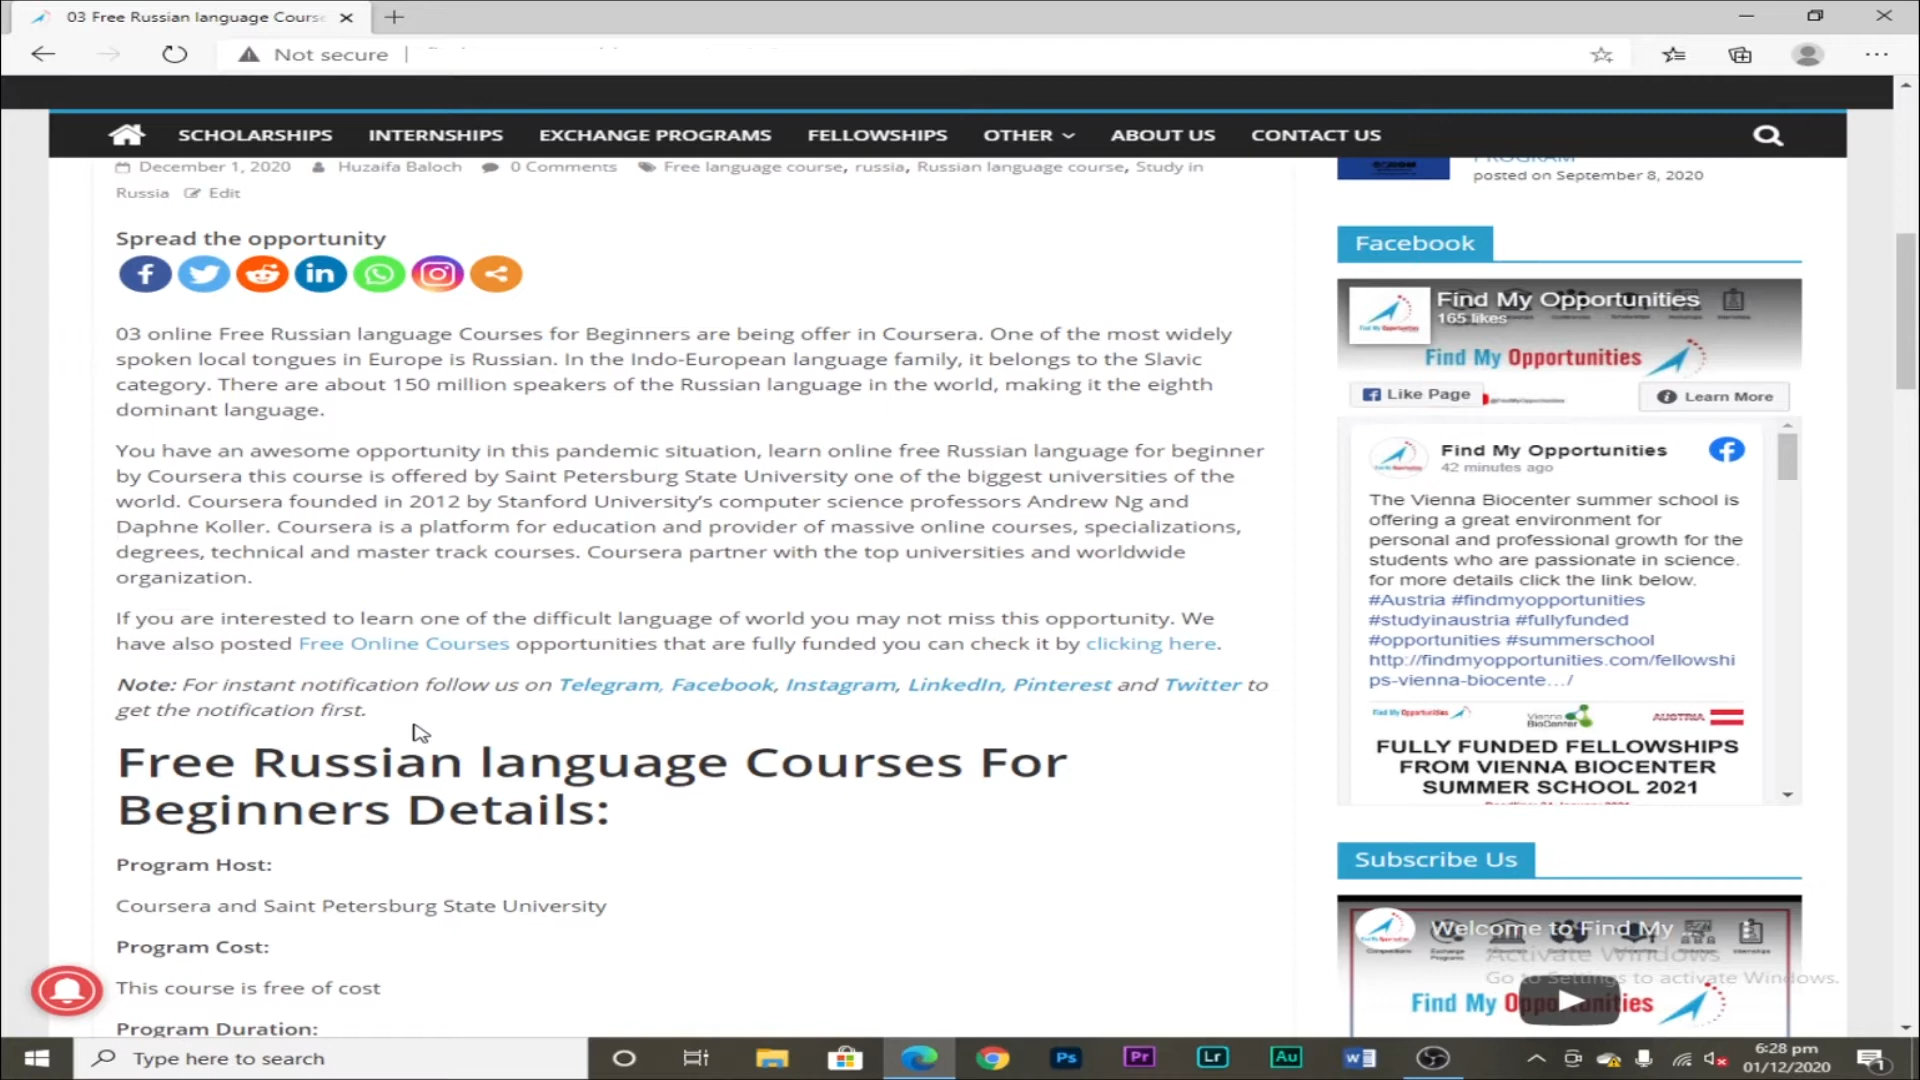 03 Free Russian language Course
Not secure
SCHOLARSHIPS INTERNSHIPS EXCHANGE PROGRAMS FELLOWSHIPS OTHER ABOUT US CONTACT US
December 1, 2020 Huzaifa Baloch 0 Comments Free language course, russia, Russian language course, Study in
Russia Edit
Spread the opportunity
03 online Free Russian language Courses for Beginners are being offer in Coursera. One of the most widely
spoken local tongues in Europe is Russian. In the Indo-European language family, it belongs to the Slavic
category. There are about 150 million speakers of the Russian language in the world, making it the eighth
dominant language.
You have an awesome opportunity in this pandemic situation, learn online free Russian language for beginner
by Coursera this course is offered by Saint Petersburg State University one of the biggest universities of the
world. Coursera founded in 2012 by Stanford University's computer science professors Andrew Ng and
Daphne Koller. Coursera is a platform for education and provider of massive online courses, specializations,
degrees, technical and master track courses. Coursera partner with the top universities and worldwide
organization.
If you are interested to learn one of the difficult language of world you may not miss this opportunity. We
have also posted Free Online Courses opportunities that are fully funded you can check it by clicking here.
Note: For instant notification follow us on Telegram, Facebook, Instagram, LinkedIn, Pinterest and Twitter to
get the notification first.
Free Russian language Courses For
Beginners Details:
Program Host:
Coursera and Saint Petersburg State University
Program Cost:
This course is free of cost
Program Duration:
PROGRAM
posted on September 8, 2020
Facebook
Find My Opportunities
165 likes
Find My Opportunities
Like Page
Learn More
Find My Opportunities
42 minutes ago
The Vienna Biocenter summer school is
offering a great environment for
personal and professional growth for the
students who are passionate in science.
for more details click the link below.
#Austria #findmyopportunities
#studyinaustria #fullyfunded
#opportunities #summerschool
http://findmyopportunities.com/fellowshi
ps-vienna-biocente…/
Find My Opportunities Vienna BioCenter AUSTRIA
FULLY FUNDED FELLOWSHIPS
FROM VIENNA BIOCENTER
SUMMER SCHOOL 2021
Subscribe Us
Welcome to Find My ...
Activate Windows
Go to Settings to activate Windows.
Find My Opportunities
Type here to search
Ps Pr Lr Au W
6:28 pm
01/12/2020
1